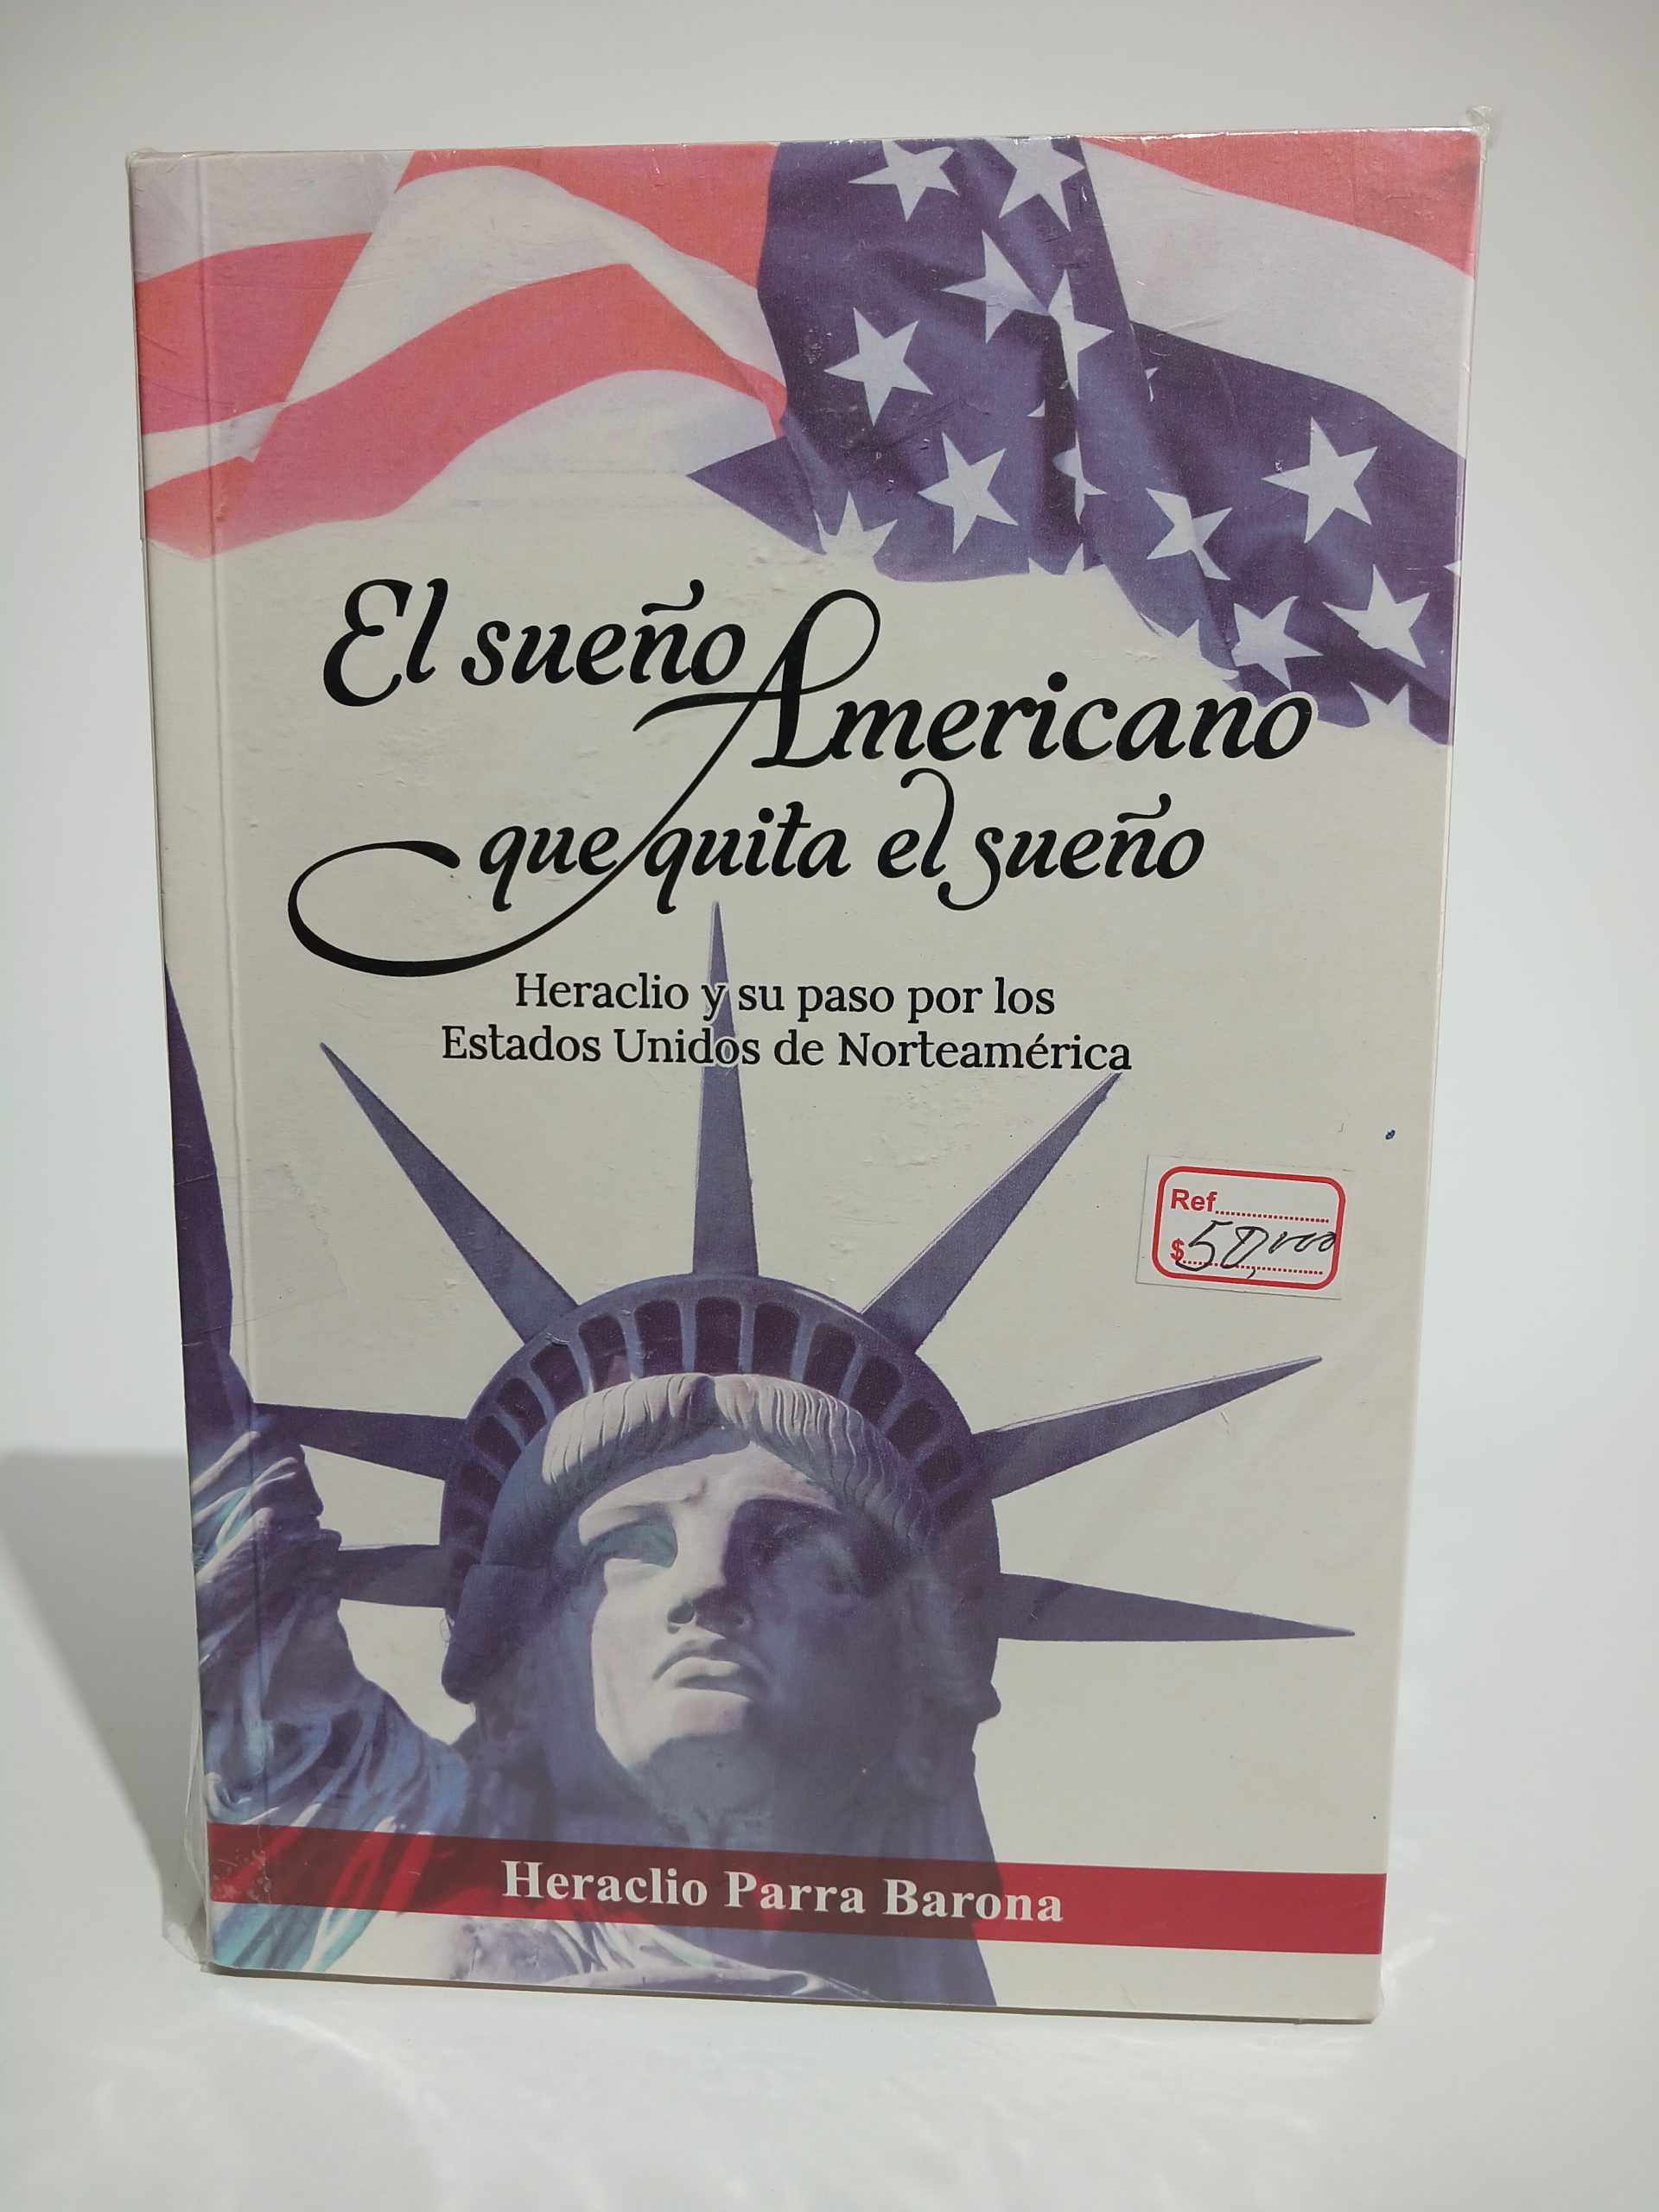 El sueño
Americano
que quita el sueño
Heraclio y su paso por los
Estados Unidos de Norteamérica
Ref
$50,000
Heraclio Parra Barona